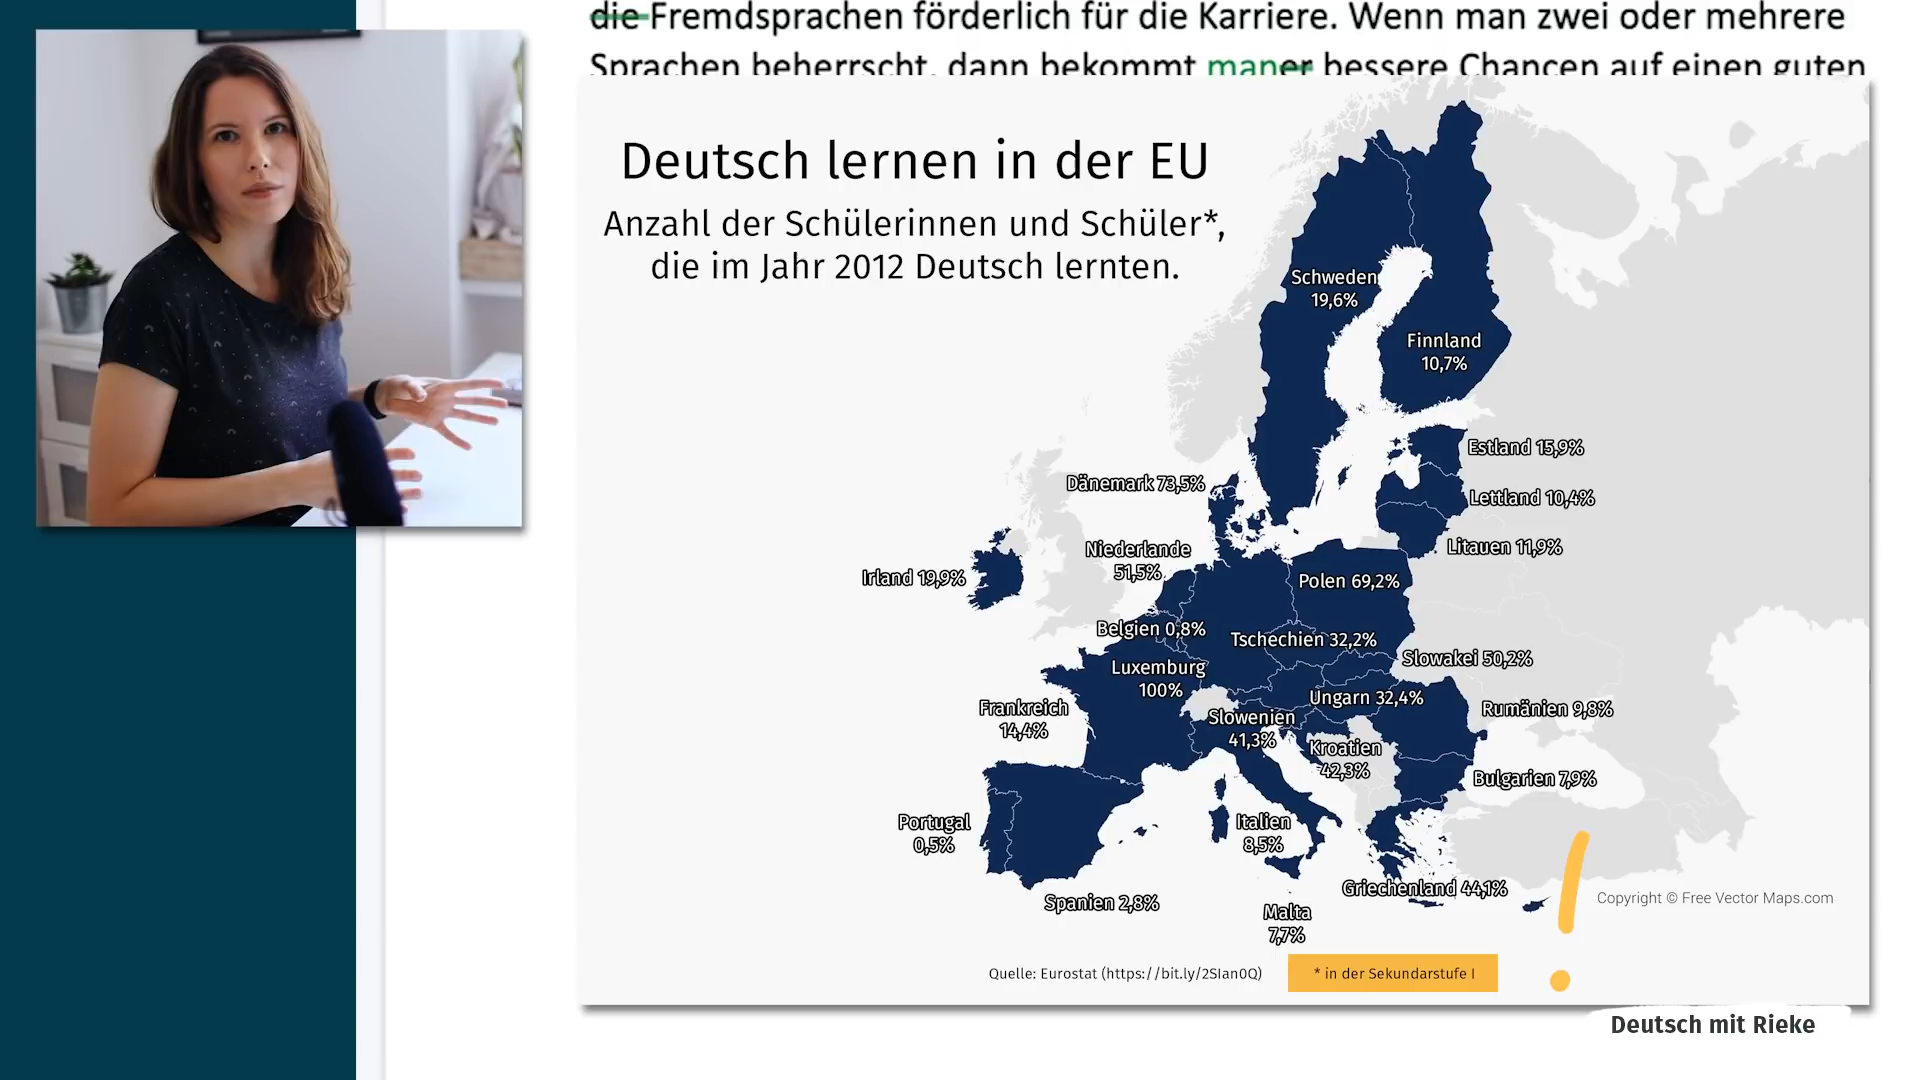 die Fremdsprachen förderlich für die Karriere. Wenn man zwei oder mehrere
Sprachen beherrscht, dann bekommt maner bessere Chancen auf einen guten
Deutsch lernen in der EU
Anzahl der Schülerinnen und Schüler*,
die im Jahr 2012 Deutsch lernten.
Schweden
19,6%
Finnland
10,7%
Estland 15,9%
Dänemark 73,5%
Lettland 10,4%
Litauen 11,9%
Niederlande
51,5%
Irland 19,9%
Polen 69,2%
Belgien 0,8%
Tschechien 32,2%
Slowakei 50,2%
Luxemburg
100%
Ungarn 32,4%
Frankreich
14,4%
Rumänien 9,8%
Slowenien
41,3%
Kroatien
42,3%
Bulgarien 7,9%
Portugal
0,5%
Italien
8,5%
Griechenland 44,1%
Spanien 2,8%
Malta
7,7%
!
Copyright © Free Vector Maps.com
Quelle: Eurostat (https://bit.ly/2SIan0Q)
* in der Sekundarstufe I
Deutsch mit Rieke